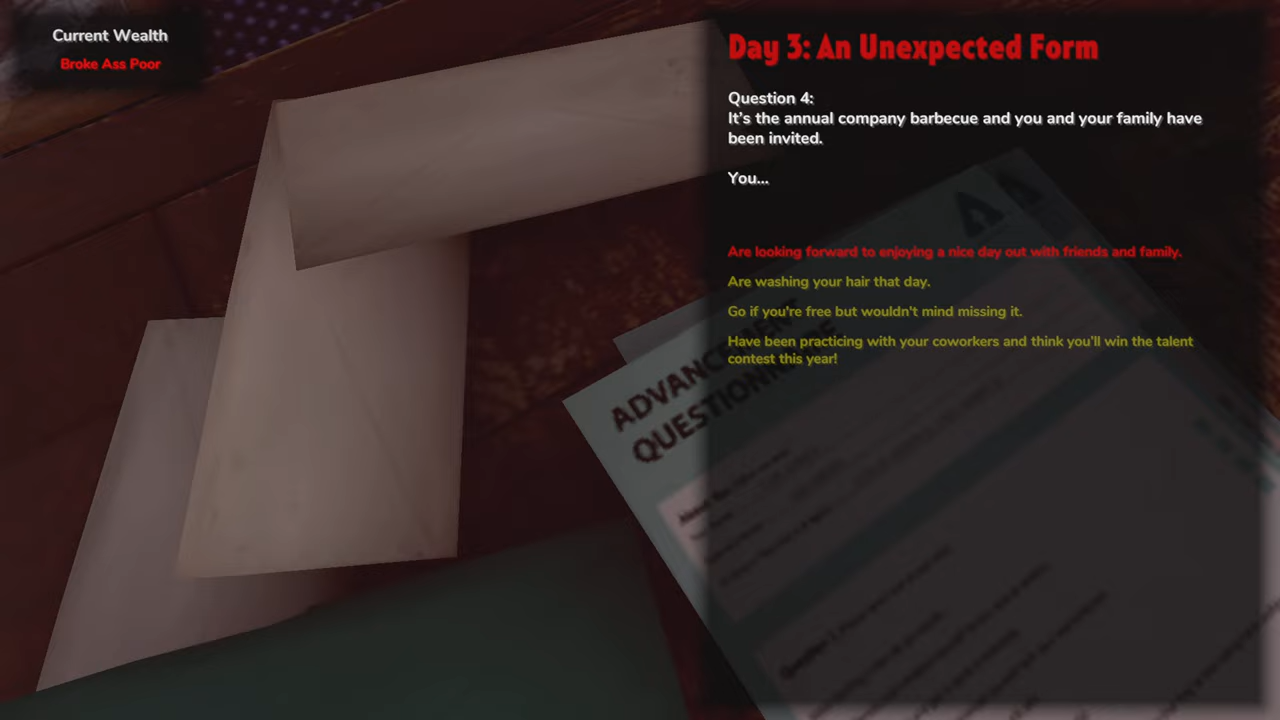 Current Wealth
Broke Ass Poor
Day 3: An Unexpected Form
Question 4:
It's the annual company barbecue and you and your family have
been invited.
You...
Are looking forward to enjoying a nice day out with friends and family.
Are washing your hair that day.
Go if you're free but wouldn't mind missing it.
Have been practicing with your coworkers and think you'll win the talent
contest this year!
ADVANCEMENT
QUESTIONNAIRE